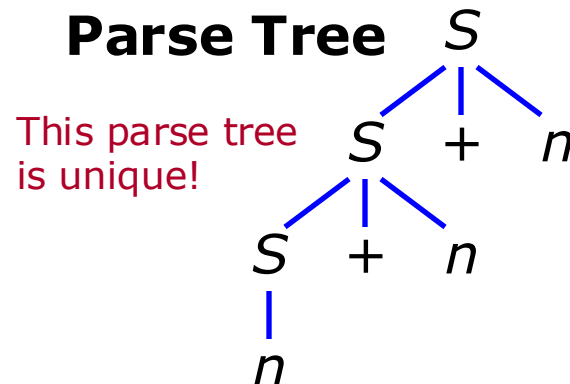 Parse Tree
S
This parse tree
is unique!
S + n
S + n
n